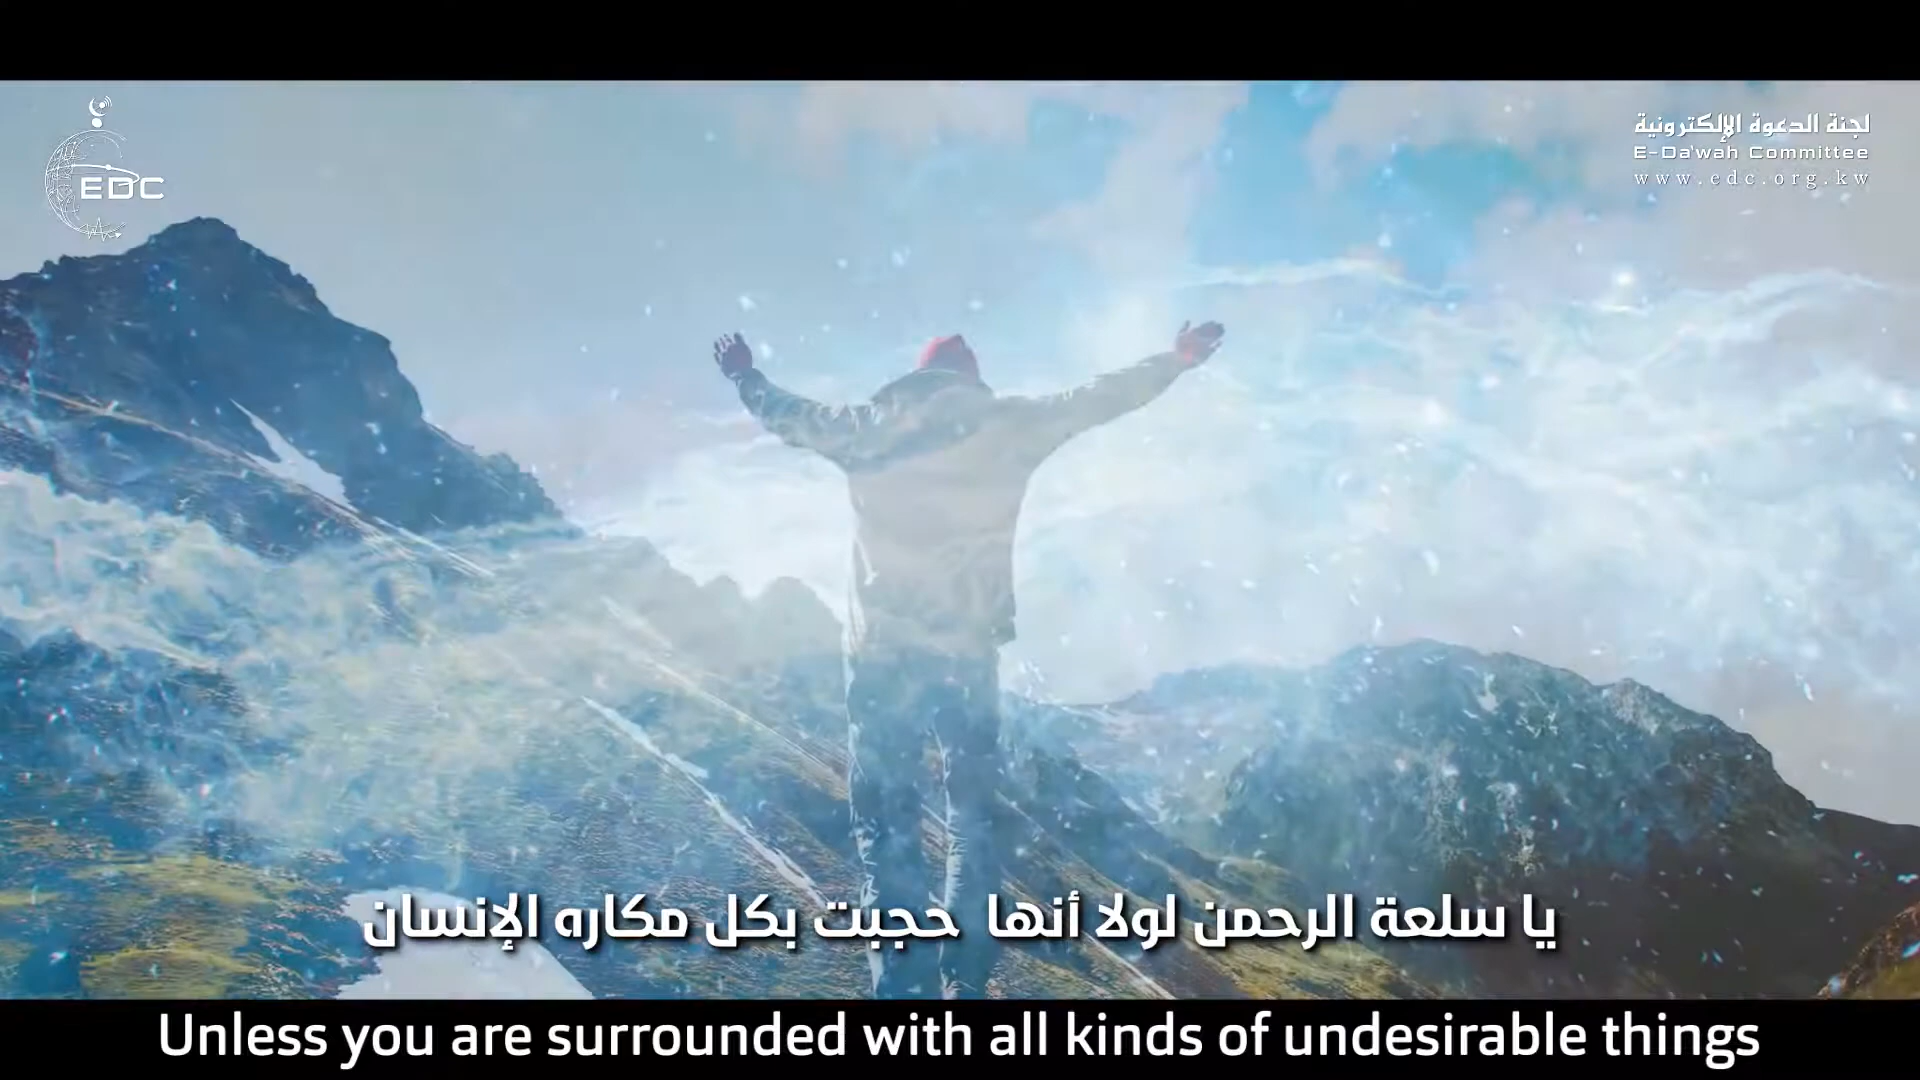 EDC
لجنة الدعوة الإلكترونية
E-Da'wah Committee
www.edc.org.kw
يا سلعة الرحمن لولا أنها حجبت بكل مكاره الإنسان
Unless you are surrounded with all kinds of undesirable things